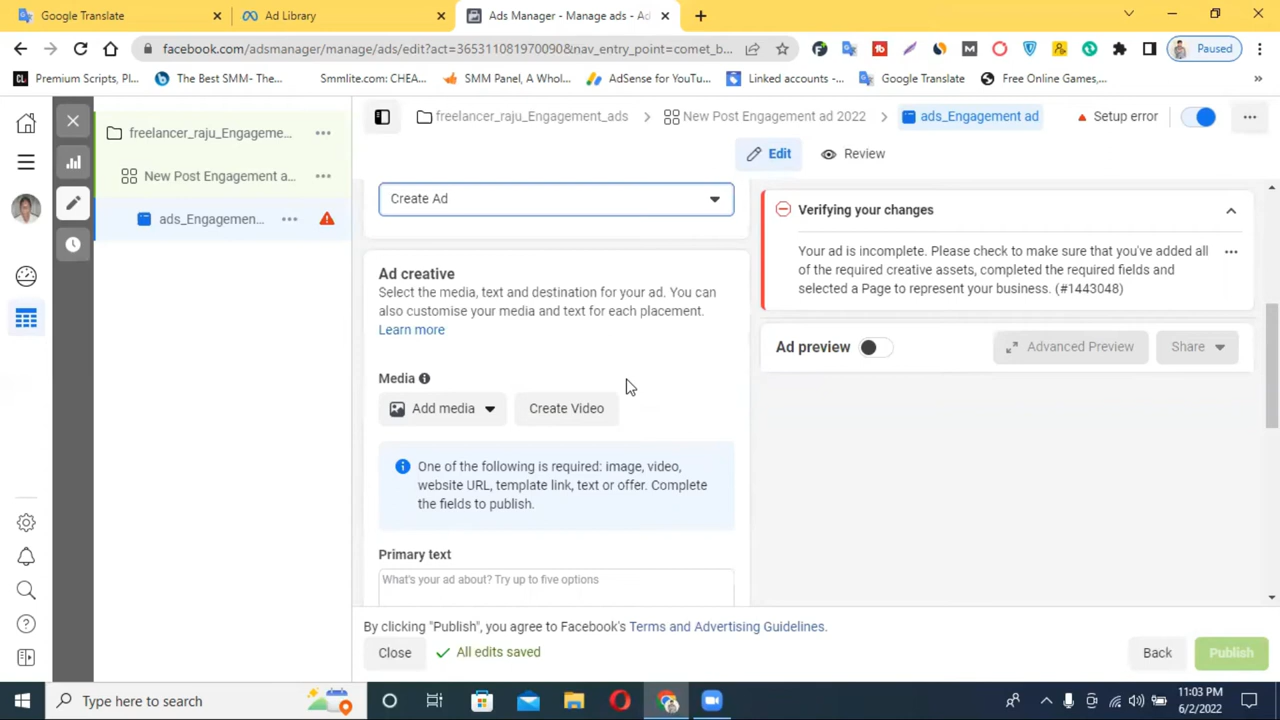 Google Translate
Ad Library
Ads Manager - Manage ads - Ad
facebook.com/adsmanager/manage/ads/edit?act=365311081970090&nav_entry_point=comet_b...
Paused
CL Premium Scripts, Pl...
The Best SMM- The...
Smmlite.com: CHEA...
SMM Panel, A Whol...
AdSense for YouTu...
Linked accounts -...
Google Translate
Free Online Games,...
»
freelancer_raju_Engageme...
New Post Engagement a...
ads_Engagemen...
freelancer_raju_Engagement_ads
New Post Engagement ad 2022
ads_Engagement ad
Setup error
Edit
Review
Create Ad
Ad creative
Select the media, text and destination for your ad. You can
also customise your media and text for each placement.
Learn more
Media
Add media
Create Video
One of the following is required: image, video,
website URL, template link, text or offer. Complete
the fields to publish.
Primary text
What's your ad about? Try up to five options
Verifying your changes
Your ad is incomplete. Please check to make sure that you've added all
of the required creative assets, completed the required fields and
selected a Page to represent your business. (#1443048)
Ad preview
Advanced Preview
Share
By clicking "Publish", you agree to Facebook's Terms and Advertising Guidelines.
Close
All edits saved
Back
Publish
Type here to search
11:03 PM
6/2/2022